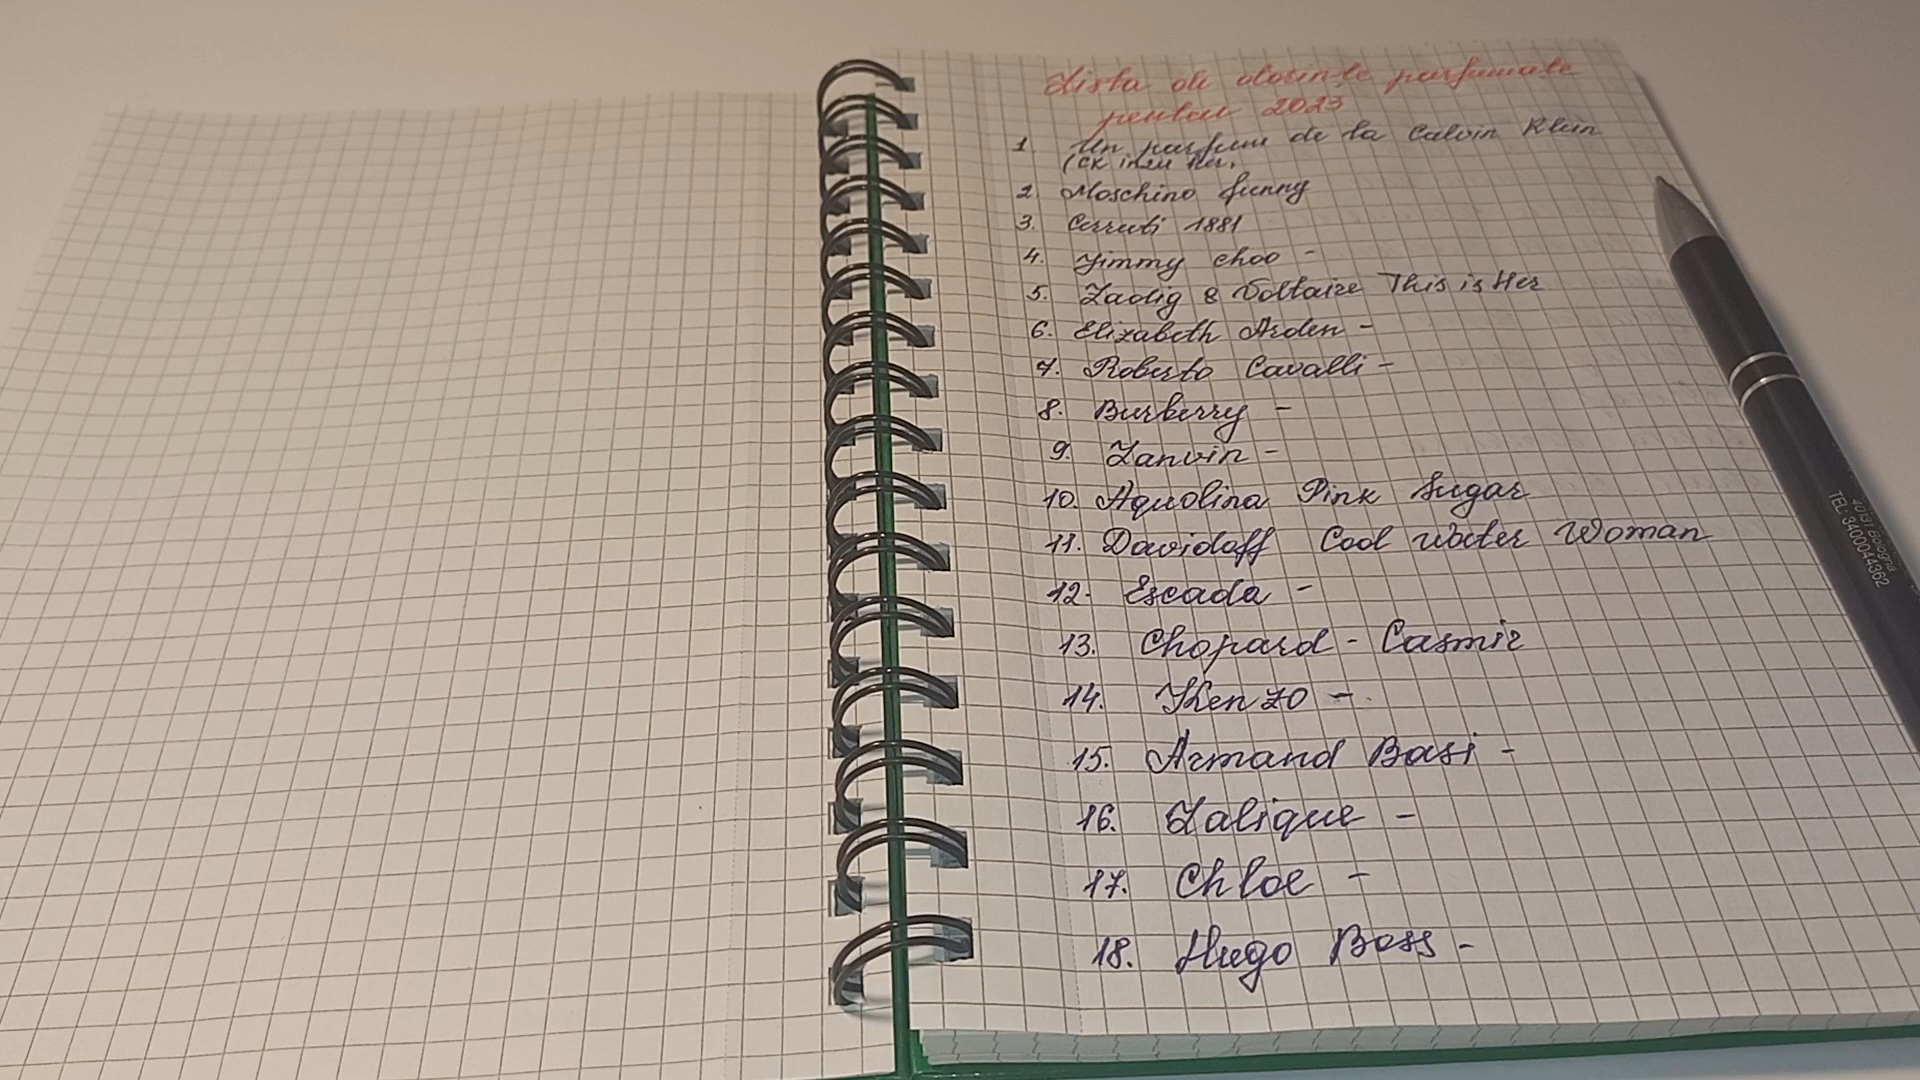 Lista de dorințe parfumate
pentru 2023
1. Un parfum de la Calvin Klein
(CK in2u her,
2. Moschino funny
3. Cerruti 1881
4. Jimmy Choo -
5. Zadig & Voltaire This is Her
6. Elizabeth Arden -
7. Roberto Cavalli -
8. Burberry -
9. Lanvin -
10. Aquolina Pink Sugar
11. Davidoff Cool Water Woman
12. Escada -
13. Chopard - Casmir
14. Kenzo -
15. Armand Basi -
16. Lalique -
17. Chloe -
18. Hugo Boss -
40131 Bologna
TEL: 3400044362